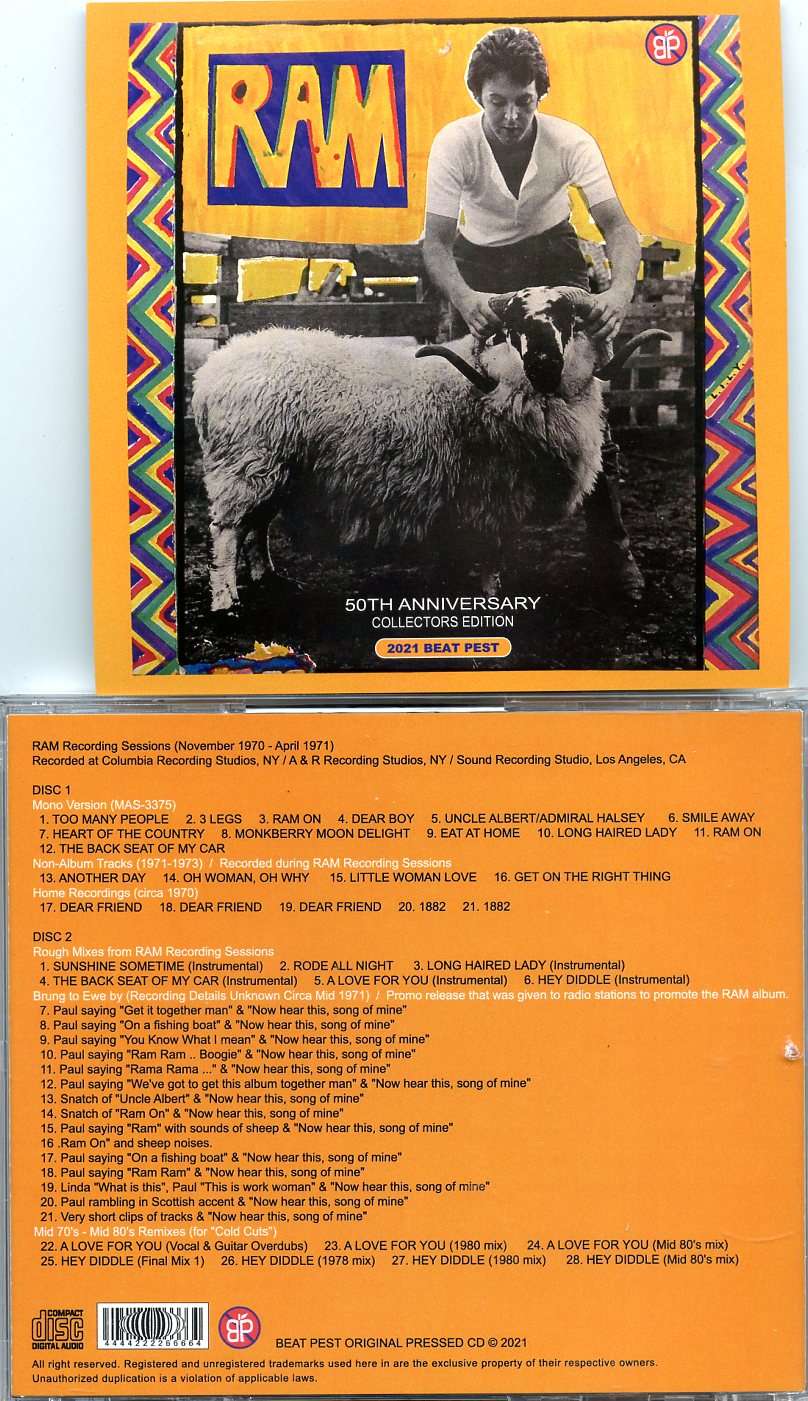 RAM
BP
L.I.L.Y.
50TH ANNIVERSARY
COLLECTORS EDITION
2021 BEAT PEST
RAM Recording Sessions (November 1970 - April 1971)
Recorded at Columbia Recording Studios, NY / A & R Recording Studios, NY / Sound Recording Studio, Los Angeles, CA
DISC 1
Mono Version (MAS-3375)
1. TOO MANY PEOPLE 2. 3 LEGS 3. RAM ON 4. DEAR BOY 5. UNCLE ALBERT/ADMIRAL HALSEY 6. SMILE AWAY
7. HEART OF THE COUNTRY 8. MONKBERRY MOON DELIGHT 9. EAT AT HOME 10. LONG HAIRED LADY 11. RAM ON
12. THE BACK SEAT OF MY CAR
Non-Album Tracks (1971-1973) / Recorded during RAM Recording Sessions
13. ANOTHER DAY 14. OH WOMAN, OH WHY 15. LITTLE WOMAN LOVE 16. GET ON THE RIGHT THING
Home Recordings (circa 1970)
17. DEAR FRIEND 18. DEAR FRIEND 19. DEAR FRIEND 20. 1882 21. 1882
DISC 2
Rough Mixes from RAM Recording Sessions
1. SUNSHINE SOMETIME (Instrumental) 2. RODE ALL NIGHT 3. LONG HAIRED LADY (Instrumental)
4. THE BACK SEAT OF MY CAR (Instrumental) 5. A LOVE FOR YOU (Instrumental) 6. HEY DIDDLE (Instrumental)
Brung to Ewe by (Recording Details Unknown Circa Mid 1971) / Promo release that was given to radio stations to promote the RAM album.
7. Paul saying "Get it together man" & "Now hear this, song of mine"
8. Paul saying "On a fishing boat" & "Now hear this, song of mine"
9. Paul saying "You Know What I mean" & "Now hear this, song of mine"
10. Paul saying "Ram Ram .. Boogie" & "Now hear this, song of mine"
11. Paul saying "Rama Rama ..." & "Now hear this, song of mine"
12. Paul saying "We've got to get this album together man" & "Now hear this, song of mine"
13. Snatch of "Uncle Albert" & "Now hear this, song of mine"
14. Snatch of "Ram On" & "Now hear this, song of mine"
15. Paul saying "Ram" with sounds of sheep & "Now hear this, song of mine"
16 .Ram On" and sheep noises.
17. Paul saying "On a fishing boat" & "Now hear this, song of mine"
18. Paul saying "Ram Ram" & "Now hear this, song of mine"
19. Linda "What is this", Paul "This is work woman" & "Now hear this, song of mine"
20. Paul rambling in Scottish accent & "Now hear this, song of mine"
21. Very short clips of tracks & "Now hear this, song of mine"
Mid 70's - Mid 80's Remixes (for "Cold Cuts")
22. A LOVE FOR YOU (Vocal & Guitar Overdubs) 23. A LOVE FOR YOU (1980 mix) 24. A LOVE FOR YOU (Mid 80's mix)
25. HEY DIDDLE (Final Mix 1) 26. HEY DIDDLE (1978 mix) 27. HEY DIDDLE (1980 mix) 28. HEY DIDDLE (Mid 80's mix)
COMPACT
disc
DIGITAL AUDIO
4444222266664
BP
BEAT PEST ORIGINAL PRESSED CD © 2021
All right reserved. Registered and unregistered trademarks used here in are the exclusive property of their respective owners.
Unauthorized duplication is a violation of applicable laws.